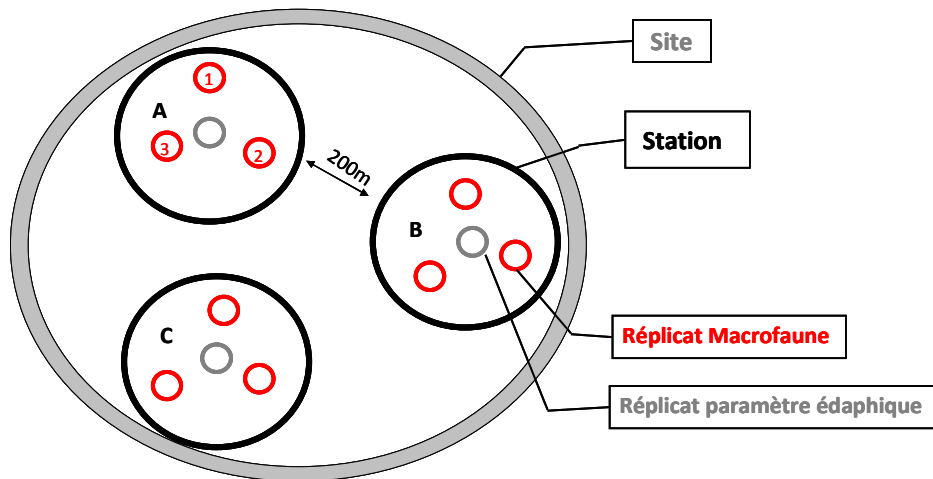 Site
1
A
3
2
200m
Station
B
C
Réplicat Macrofaune
Réplicat paramètre édaphique